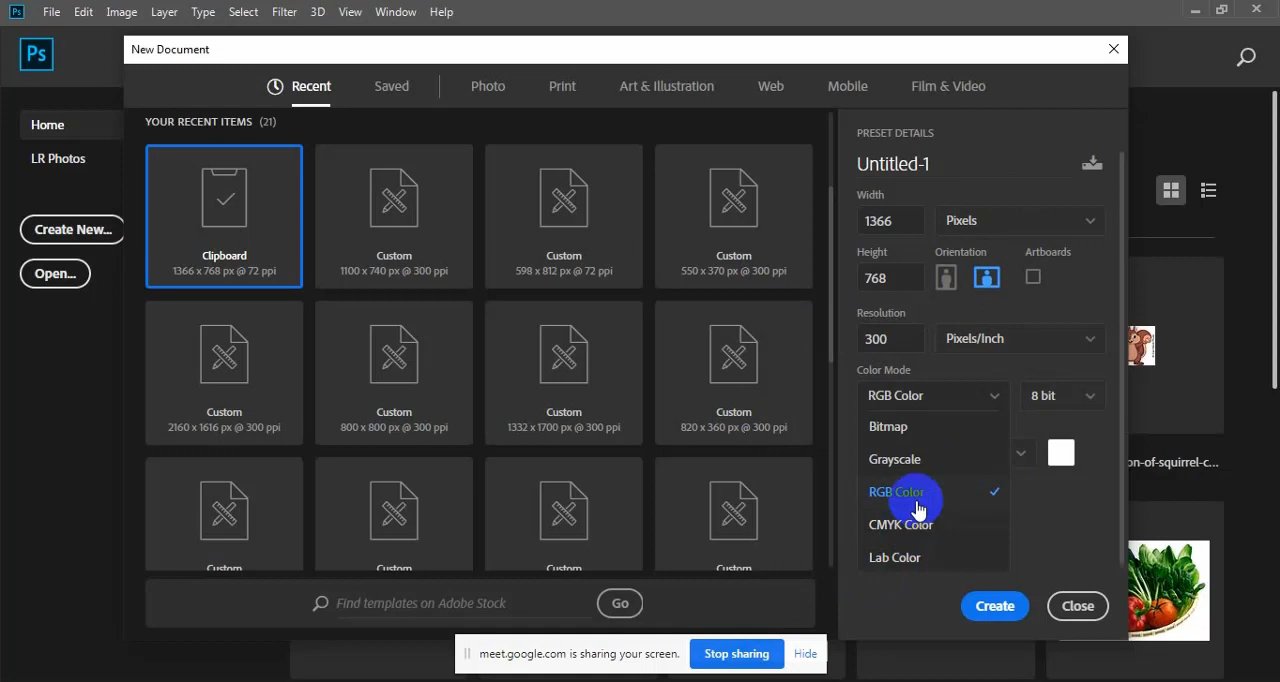 Ps File Edit Image Layer Type Select Filter 3D View Window Help
New Document
Ps
Recent Saved Photo Print Art & Illustration Web Mobile Film & Video
Home
LR Photos
Create New...
Open...
YOUR RECENT ITEMS (21)
Clipboard
1366 x 768 px @ 72 ppi
Custom
1100 x 740 px @ 300 ppi
Custom
598 x 812 px @ 72 ppi
Custom
550 x 370 px @ 300 ppi
Custom
2160 x 1616 px @ 300 ppi
Custom
800 x 800 px @ 300 ppi
Custom
1332 x 1700 px @ 300 ppi
Custom
820 x 360 px @ 300 ppi
Custom
Custom
Custom
Custom
Find templates on Adobe Stock
Go
PRESET DETAILS
Untitled-1
Width
1366 Pixels
Height Orientation Artboards
768
Resolution
300 Pixels/Inch
Color Mode
RGB Color 8 bit
Bitmap
Grayscale
RGB Color
CMYK Color
Lab Color
Create Close
on-of-squirrel-c...
meet.google.com is sharing your screen. Stop sharing Hide